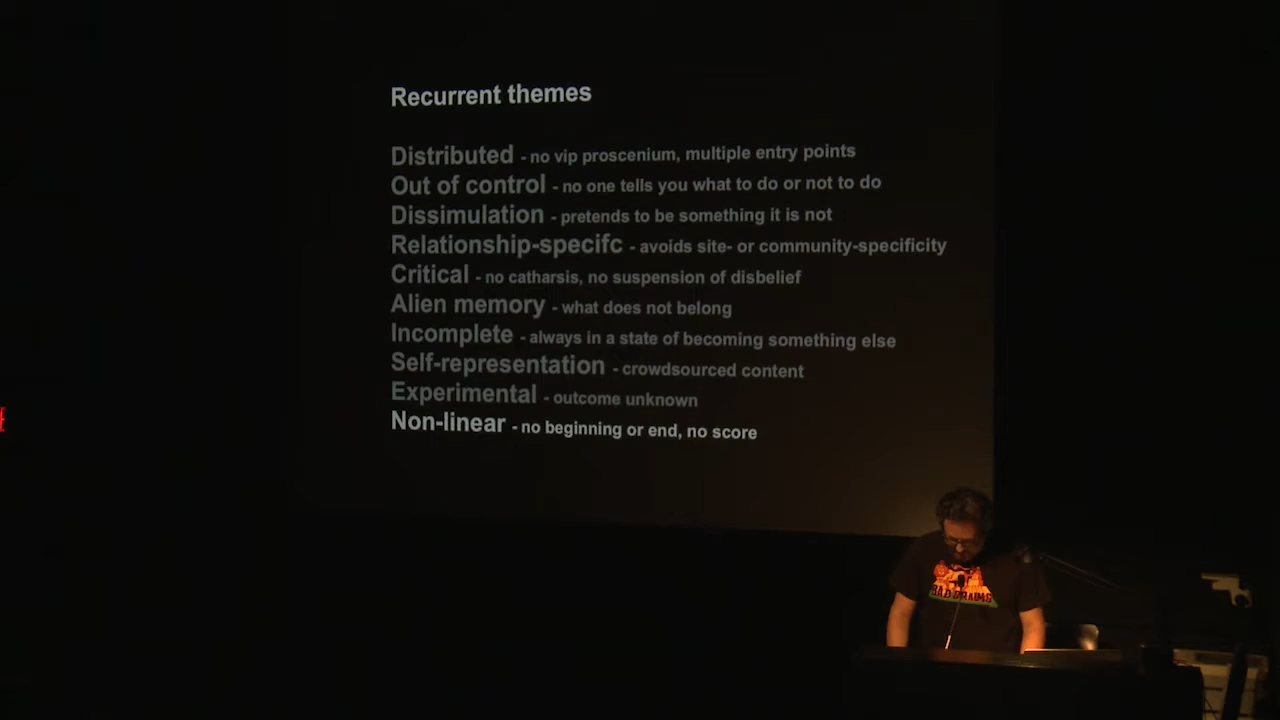 Recurrent themes
Distributed - no vip proscenium, multiple entry points
Out of control - no one tells you what to do or not to do
Dissimulation - pretends to be something it is not
Relationship-specifc - avoids site- or community-specificity
Critical - no catharsis, no suspension of disbelief
Alien memory - what does not belong
Incomplete - always in a state of becoming something else
Self-representation - crowdsourced content
Experimental - outcome unknown
Non-linear - no beginning or end, no score
BAD BRAINS